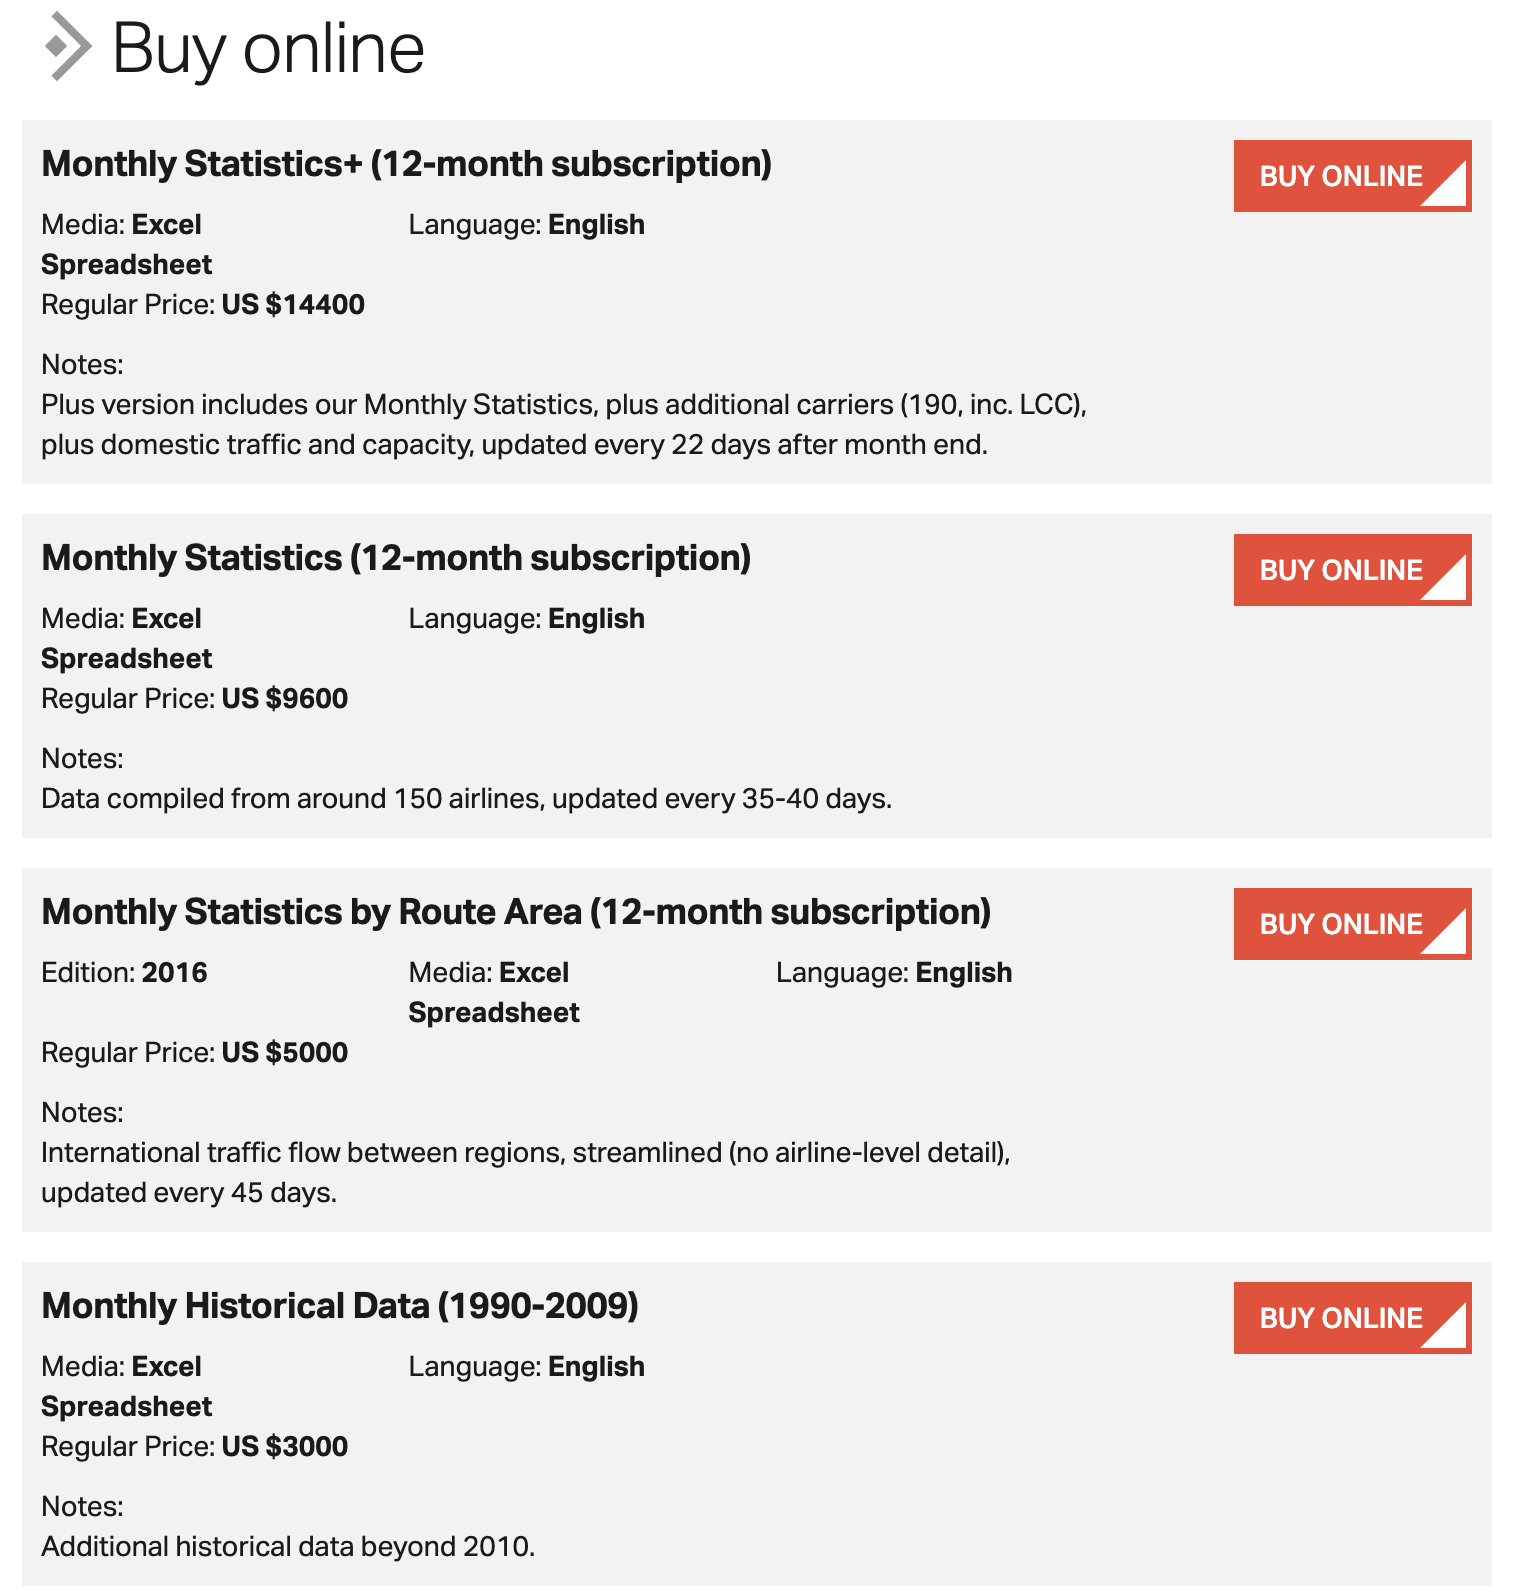 Buy online
Monthly Statistics+ (12-month subscription)
BUY ONLINE
Media: Excel Spreadsheet
Language: English
Regular Price: US $14400
Notes:
Plus version includes our Monthly Statistics, plus additional carriers (190, inc. LCC),
plus domestic traffic and capacity, updated every 22 days after month end.
Monthly Statistics (12-month subscription)
BUY ONLINE
Media: Excel Spreadsheet
Language: English
Regular Price: US $9600
Notes:
Data compiled from around 150 airlines, updated every 35-40 days.
Monthly Statistics by Route Area (12-month subscription)
BUY ONLINE
Edition: 2016
Media: Excel Spreadsheet
Language: English
Regular Price: US $5000
Notes:
International traffic flow between regions, streamlined (no airline-level detail),
updated every 45 days.
Monthly Historical Data (1990-2009)
BUY ONLINE
Media: Excel Spreadsheet
Language: English
Regular Price: US $3000
Notes:
Additional historical data beyond 2010.